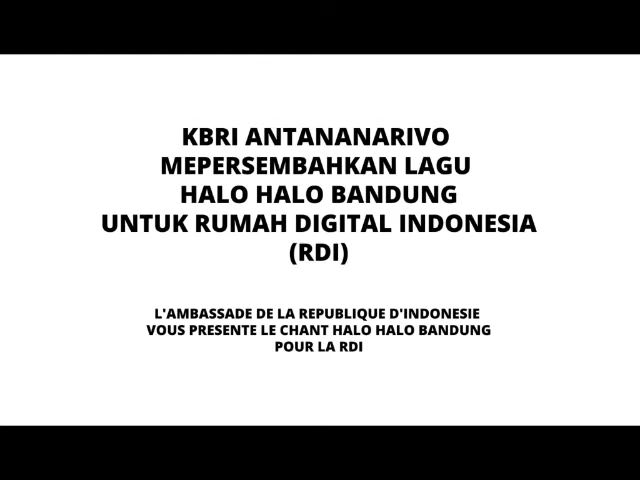 KBRI ANTANANARIVO
MEPERSEMBAHKAN LAGU
HALO HALO BANDUNG
UNTUK RUMAH DIGITAL INDONESIA
(RDI)
L'AMBASSADE DE LA REPUBLIQUE D'INDONESIE
VOUS PRESENTE LE CHANT HALO HALO BANDUNG
POUR LA RDI